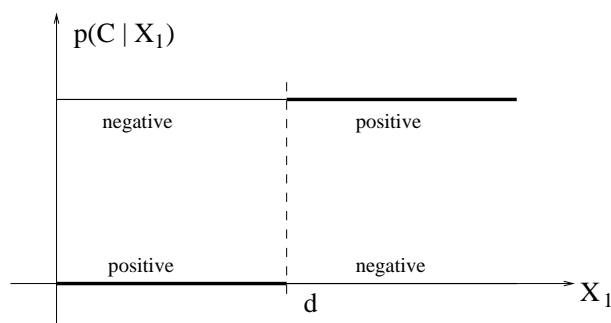 p(C | X₁)
negative positive
positive negative
d
X₁